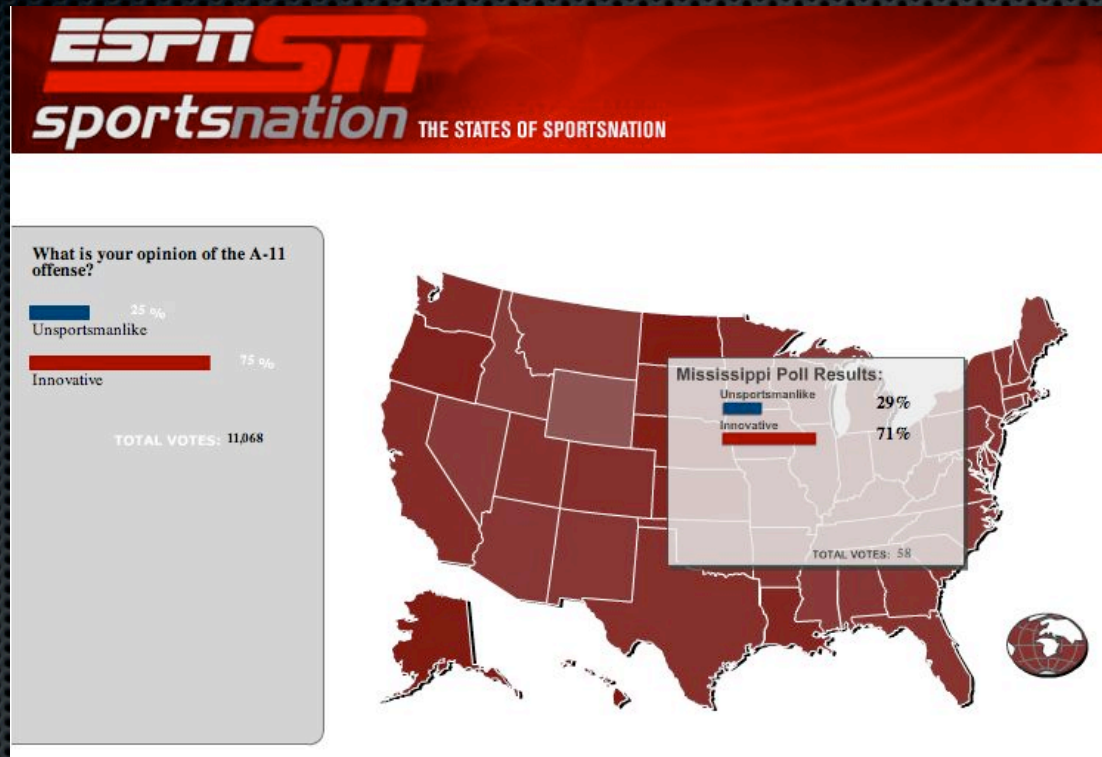 ESPN SN
sportsnation THE STATES OF SPORTSNATION
What is your opinion of the A-11
offense?
25 %
Unsportsmanlike
75 %
Innovative
TOTAL VOTES: 11,068
Mississippi Poll Results:
Unsportsmanlike
29%
Innovative
71%
TOTAL VOTES: 58